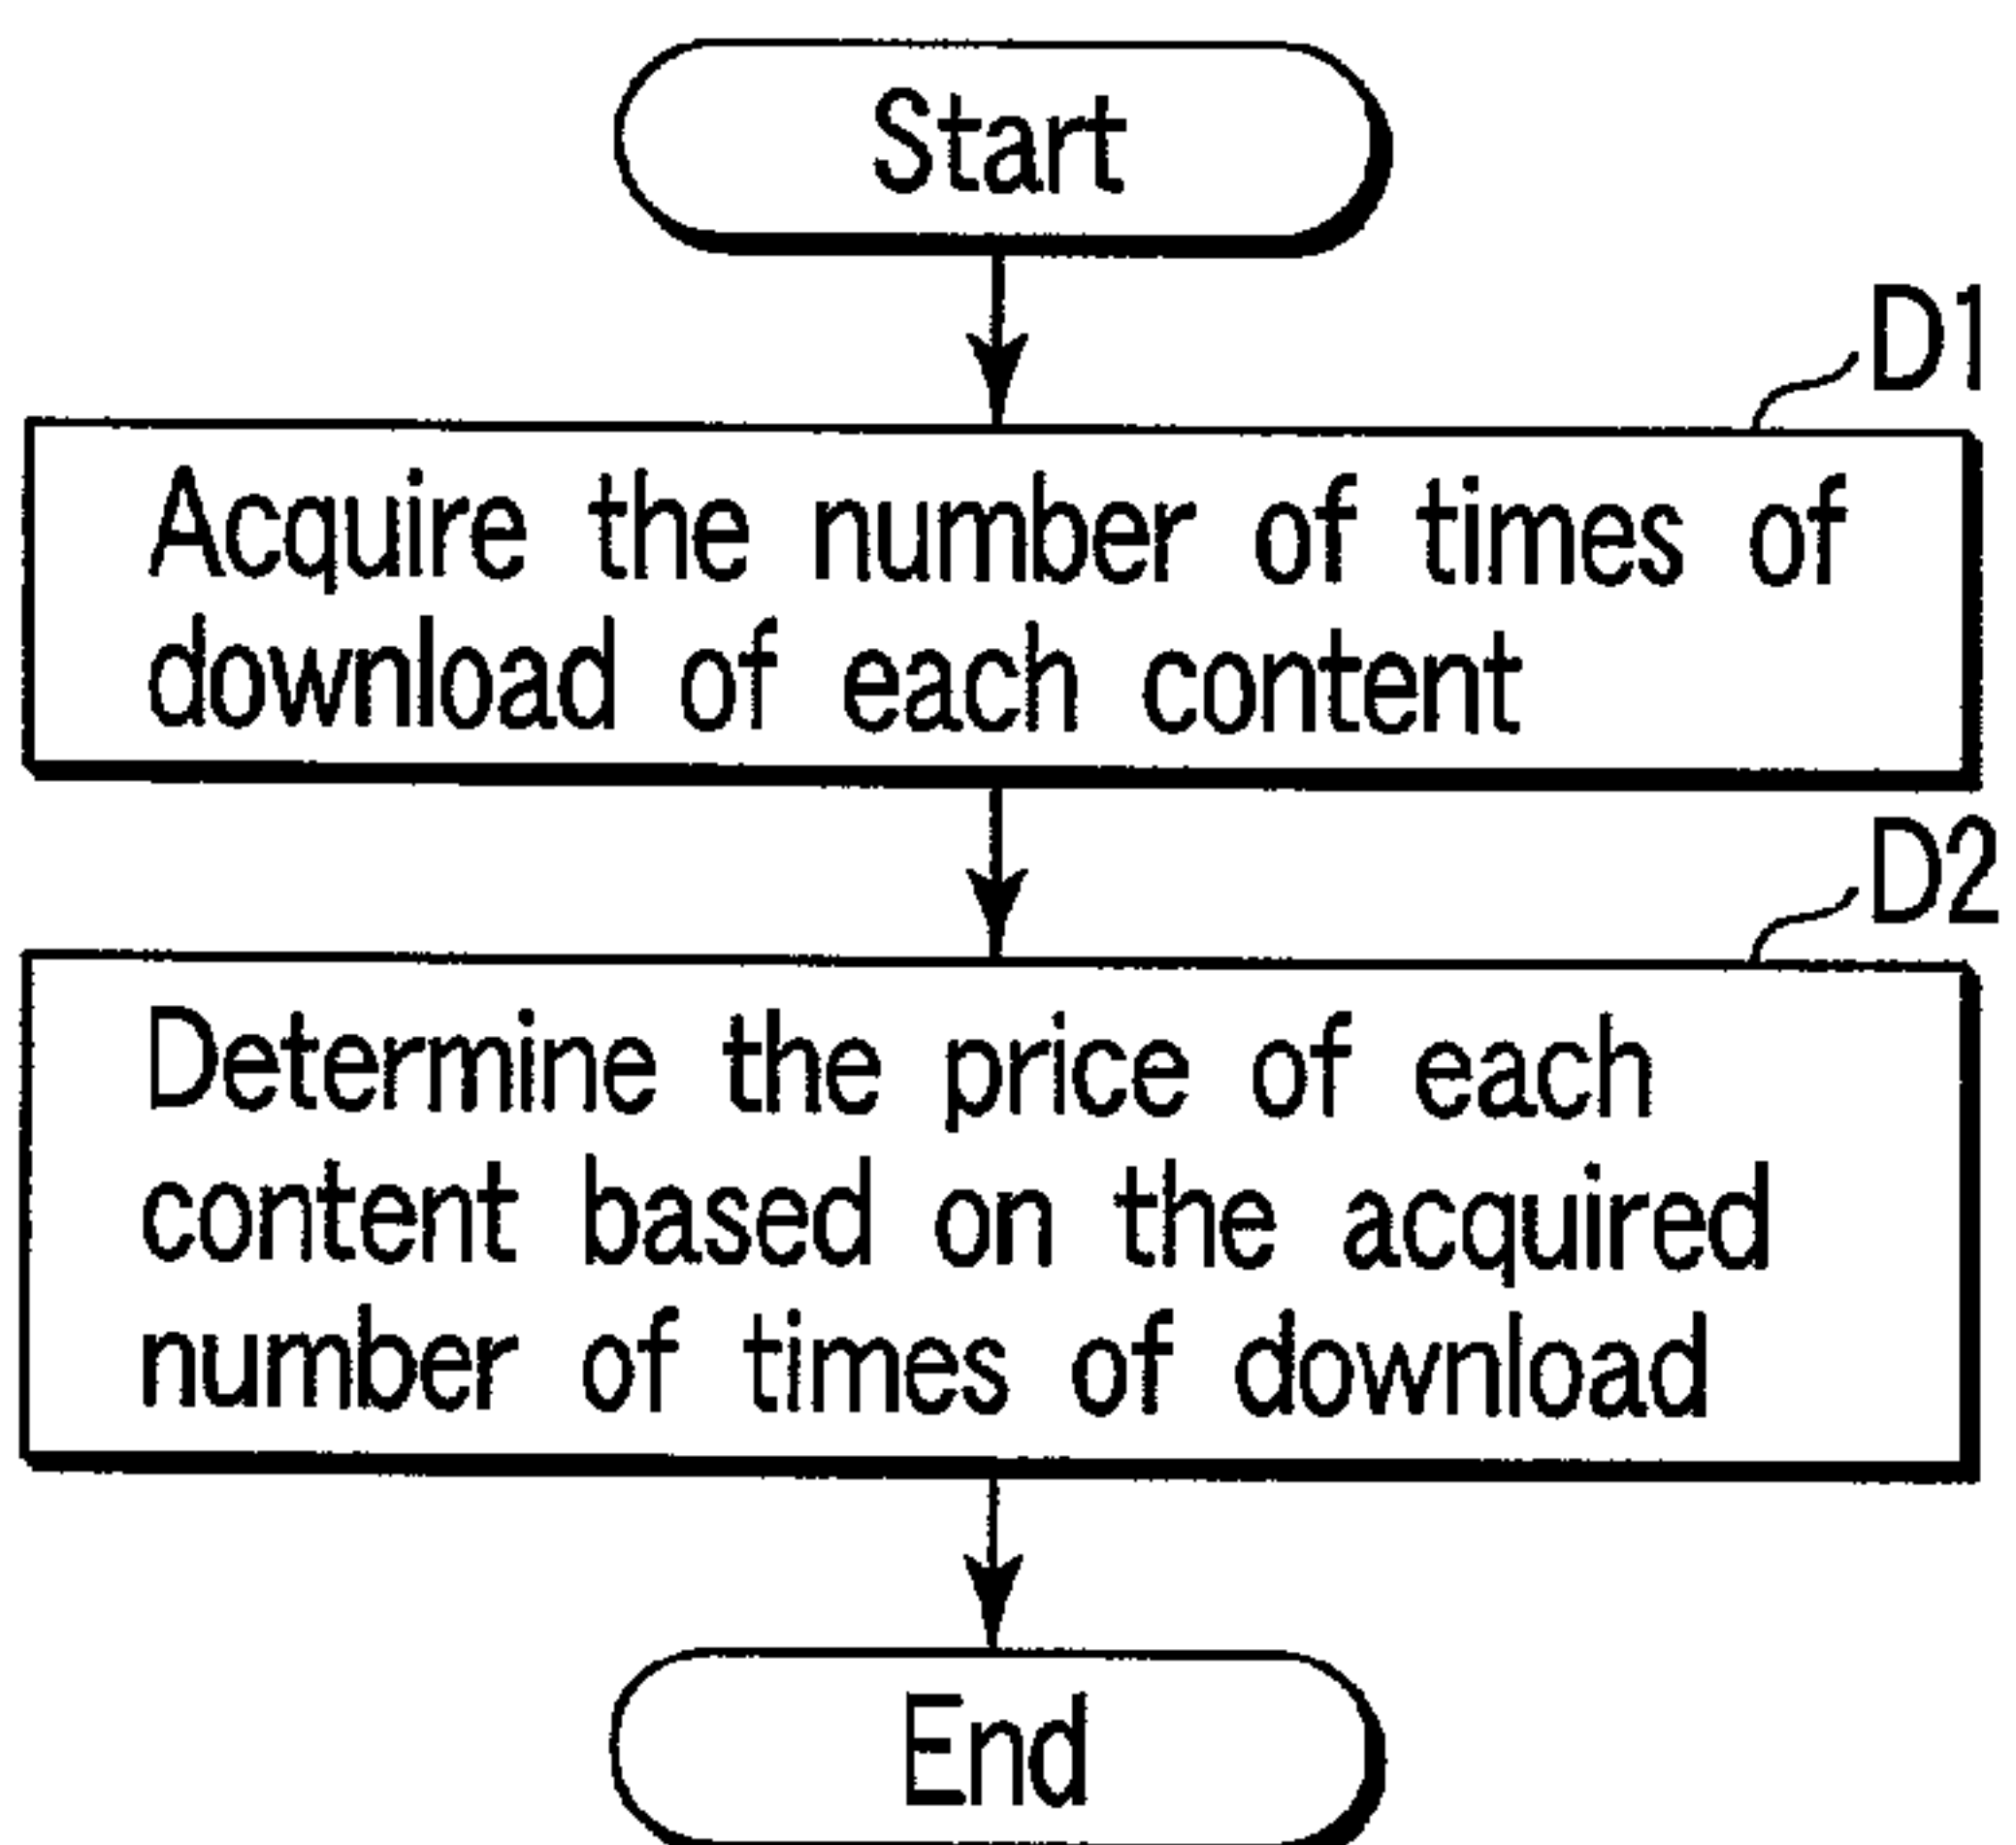 Start
D1
Acquire the number of times of
download of each content
D2
Determine the price of each
content based on the acquired
number of times of download
End